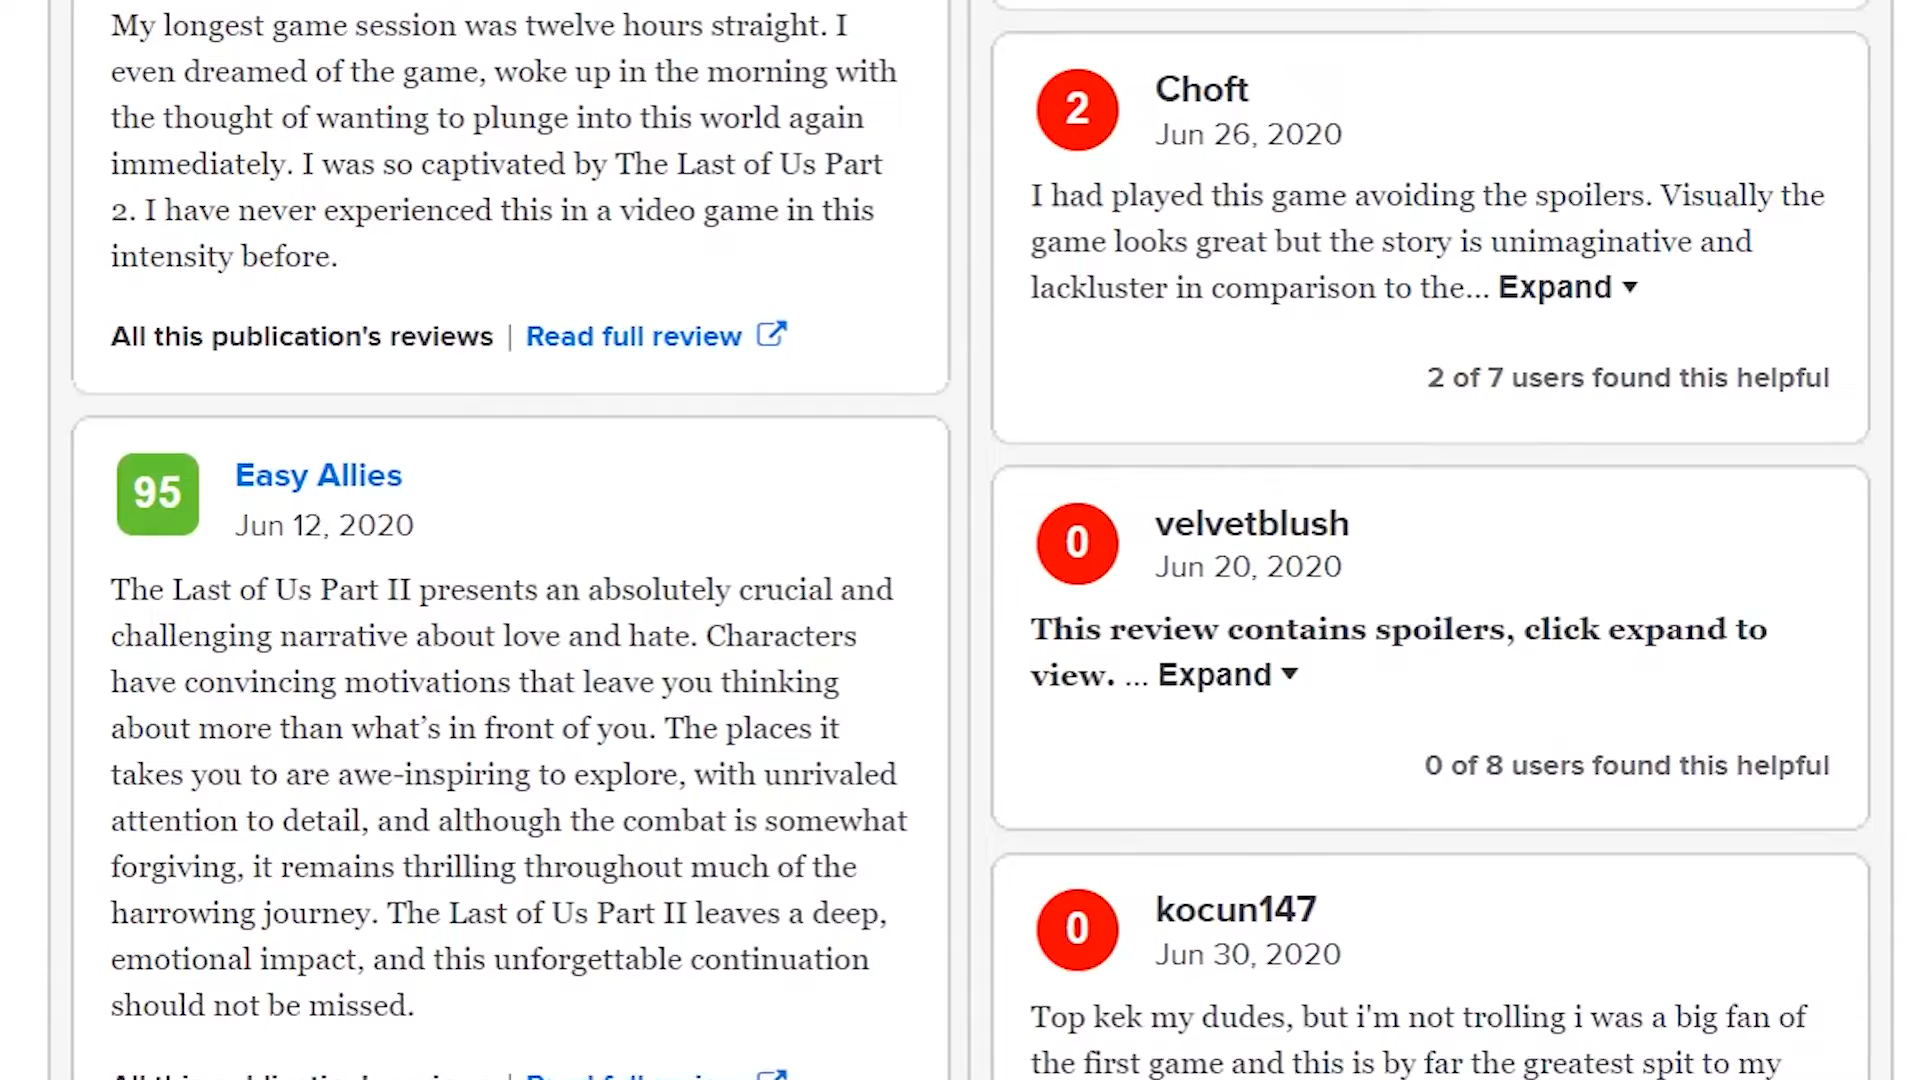 My longest game session was twelve hours straight. I
even dreamed of the game, woke up in the morning with
the thought of wanting to plunge into this world again
immediately. I was so captivated by The Last of Us Part
2. I have never experienced this in a video game in this
intensity before.
All this publication's reviews | Read full review
95
Easy Allies
Jun 12, 2020
The Last of Us Part II presents an absolutely crucial and
challenging narrative about love and hate. Characters
have convincing motivations that leave you thinking
about more than what’s in front of you. The places it
takes you to are awe-inspiring to explore, with unrivaled
attention to detail, and although the combat is somewhat
forgiving, it remains thrilling throughout much of the
harrowing journey. The Last of Us Part II leaves a deep,
emotional impact, and this unforgettable continuation
should not be missed.
All this publication's reviews | Read full review
2
Choft
Jun 26, 2020
I had played this game avoiding the spoilers. Visually the
game looks great but the story is unimaginative and
lackluster in comparison to the... Expand
2 of 7 users found this helpful
0
velvetblush
Jun 20, 2020
This review contains spoilers, click expand to
view. ... Expand
0 of 8 users found this helpful
0
kocun147
Jun 30, 2020
Top kek my dudes, but i'm not trolling i was a big fan of
the first game and this is by far the greatest spit to my